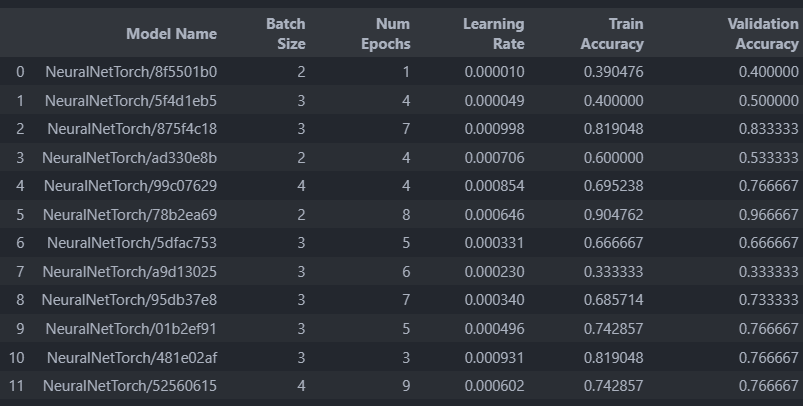 Model Name Batch Size Num Epochs Learning Rate Train Accuracy Validation Accuracy
0 NeuralNetTorch/8f5501b0 2 1 0.000010 0.390476 0.400000
1 NeuralNetTorch/5f4d1eb5 3 4 0.000049 0.400000 0.500000
2 NeuralNetTorch/875f4c18 3 7 0.000998 0.819048 0.833333
3 NeuralNetTorch/ad330e8b 2 4 0.000706 0.600000 0.533333
4 NeuralNetTorch/99c07629 4 4 0.000854 0.695238 0.766667
5 NeuralNetTorch/78b2ea69 2 8 0.000646 0.904762 0.966667
6 NeuralNetTorch/5dfac753 3 5 0.000331 0.666667 0.666667
7 NeuralNetTorch/a9d13025 3 6 0.000230 0.333333 0.333333
8 NeuralNetTorch/95db37e8 3 7 0.000340 0.685714 0.733333
9 NeuralNetTorch/01b2ef91 3 5 0.000496 0.742857 0.766667
10 NeuralNetTorch/481e02af 3 3 0.000931 0.819048 0.766667
11 NeuralNetTorch/52560615 4 9 0.000602 0.742857 0.766667